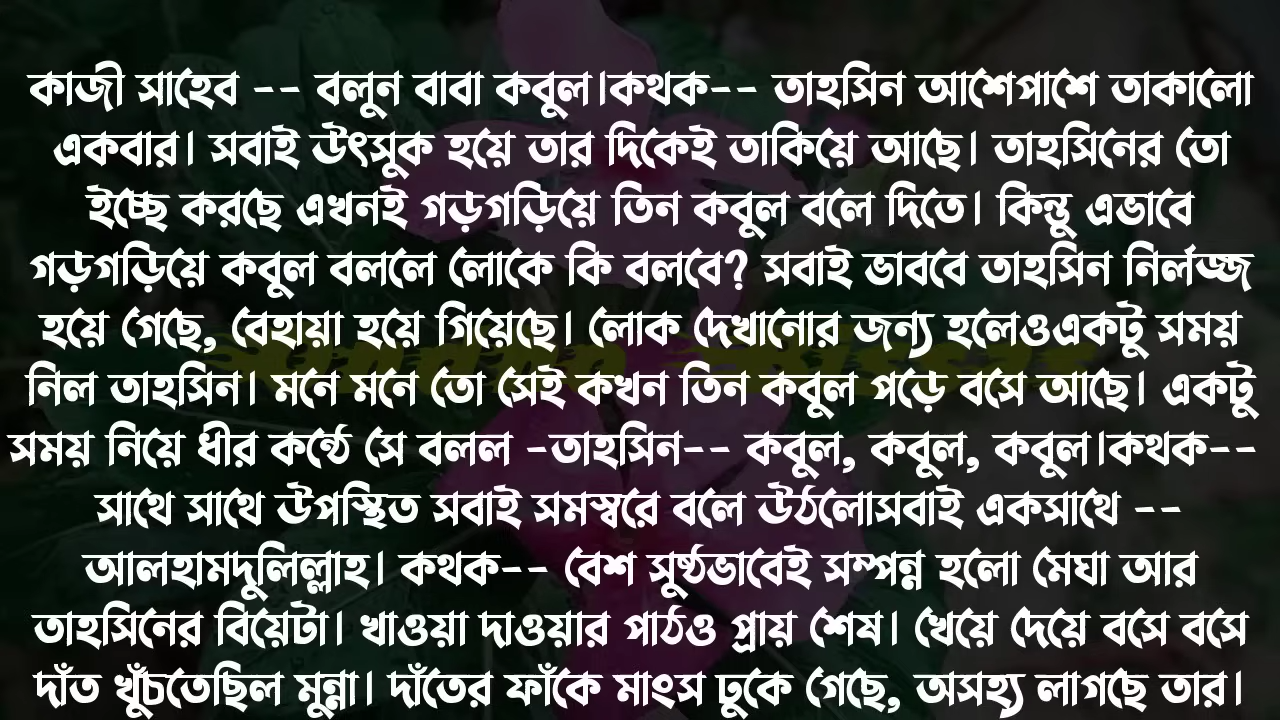 কাজী সাহেব -- বলুন বাবা কবুল।কথক-- তাহসিন আশেপাশে তাকালো
একবার। সবাই উৎসুক হয়ে তার দিকেই তাকিয়ে আছে। তাহসিনের তো
ইচ্ছে করছে এখনই গড়গড়িয়ে তিন কবুল বলে দিতে। কিন্তু এভাবে
গড়গড়িয়ে কবুল বললে লোকে কি বলবে? সবাই ভাববে তাহসিন নির্লজ্জ
হয়ে গেছে, বেহায়া হয়ে গিয়েছে। লোক দেখানোর জন্য হলেওএকটু সময়
নিল তাহসিন। মনে মনে তো সেই কখন তিন কবুল পড়ে বসে আছে। একটু
সময় নিয়ে ধীর কন্ঠে সে বলল -তাহসিন-- কবুল, কবুল, কবুল।কথক--
সাথে সাথে উপস্থিত সবাই সমস্বরে বলে উঠলোসবাই একসাথে --
আলহামদুলিল্লাহ। কথক-- বেশ সুষ্ঠভাবেই সম্পন্ন হলো মেঘা আর
তাহসিনের বিয়েটা। খাওয়া দাওয়ার পাঠও প্রায় শেষ। খেয়ে দেয়ে বসে বসে
দাঁত খুঁচতেছিল মুন্না। দাঁতের ফাঁকে মাংস ঢুকে গেছে, অসহ্য লাগছে তার।